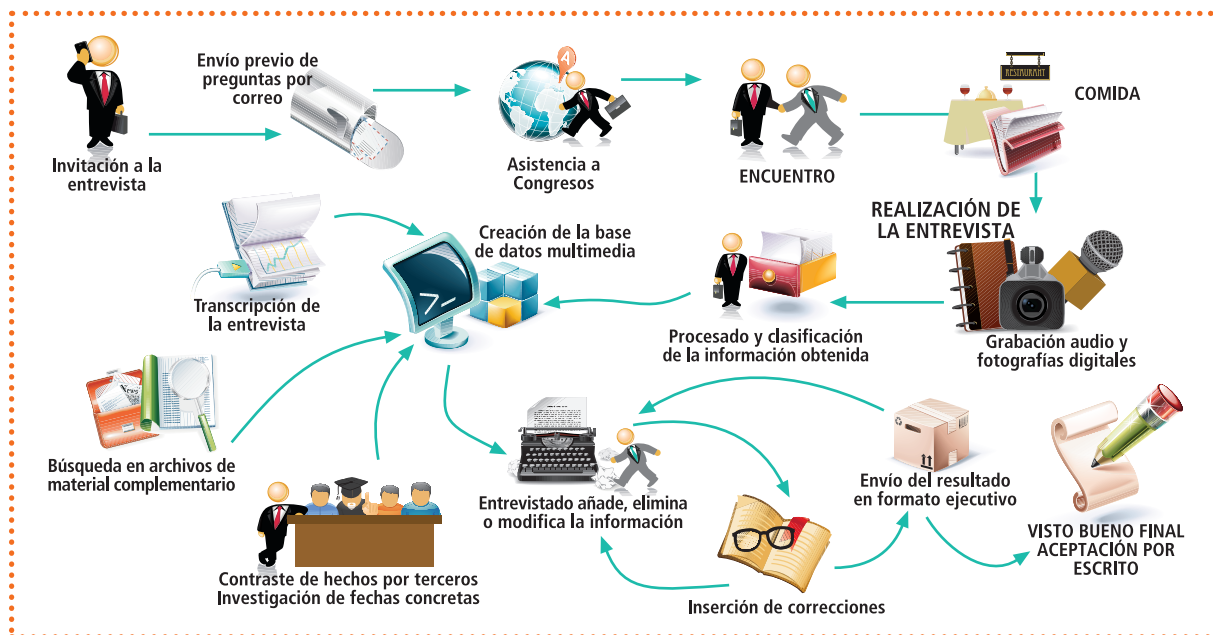 Invitación a la
entrevista
Envío previo de
preguntas por
correo
Asistencia a
Congresos
ENCUENTRO
RESTAURANT
COMIDA
REALIZACIÓN DE
LA ENTREVISTA
Grabación audio y
fotografías digitales
Procesado y clasificación
de la información obtenida
Creación de la base
de datos multimedia
Transcripción de
la entrevista
Búsqueda en archivos de
material complementario
Contraste de hechos por terceros
Investigación de fechas concretas
Entrevistado añade, elimina
o modifica la información
Inserción de correcciones
Envío del resultado
en formato ejecutivo
VISTO BUENO FINAL
ACEPTACIÓN POR
ESCRITO